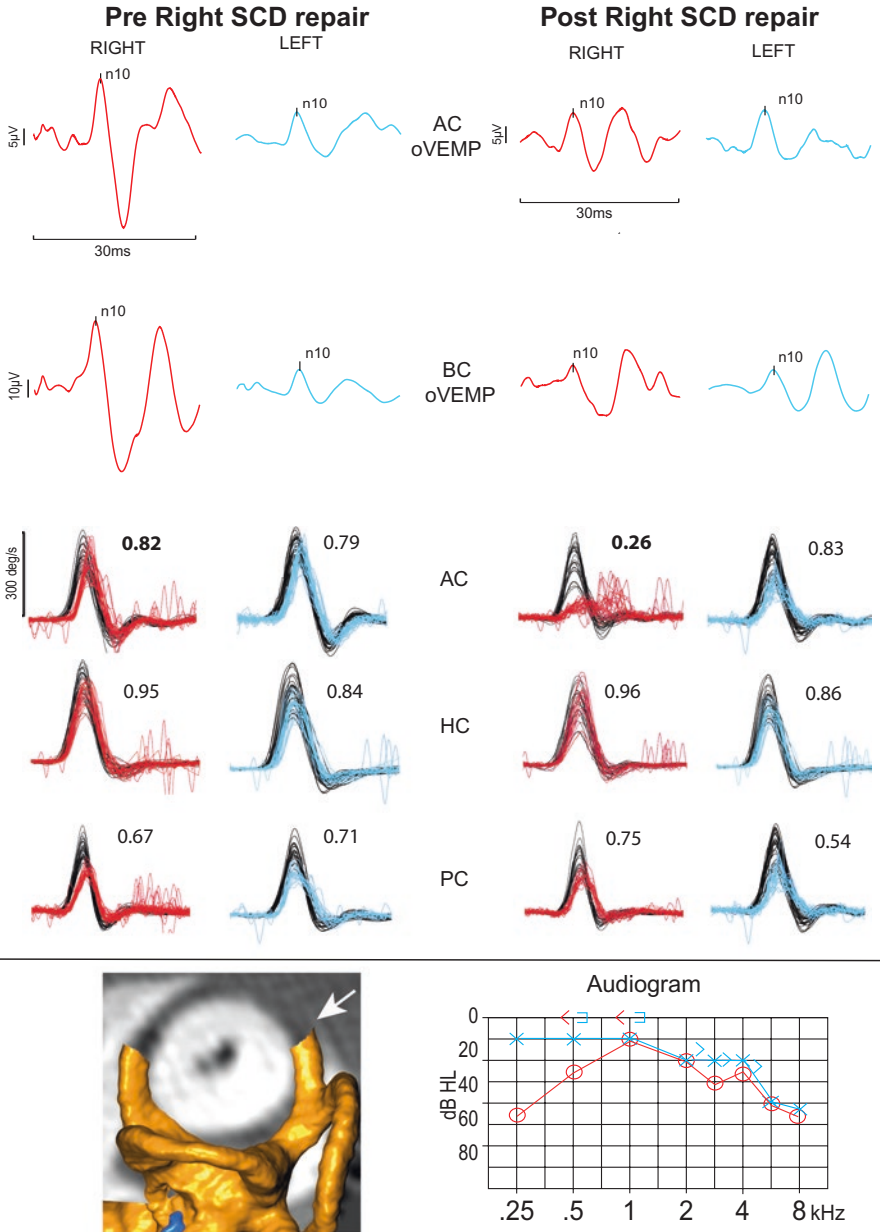 Pre Right SCD repair Post Right SCD repair
RIGHT LEFT RIGHT LEFT
n10 n10 n10 n10
5µV AC 5µV
oVEMP
30ms 30ms
n10 n10 n10 n10
10µV BC
oVEMP
300 deg/s 0.82 0.79 AC 0.26 0.83
0.95 0.84 HC 0.96 0.86
0.67 0.71 PC 0.75 0.54
Audiogram
0
20
40
60
80
dB HL
.25 .5 1 2 4 8 kHz